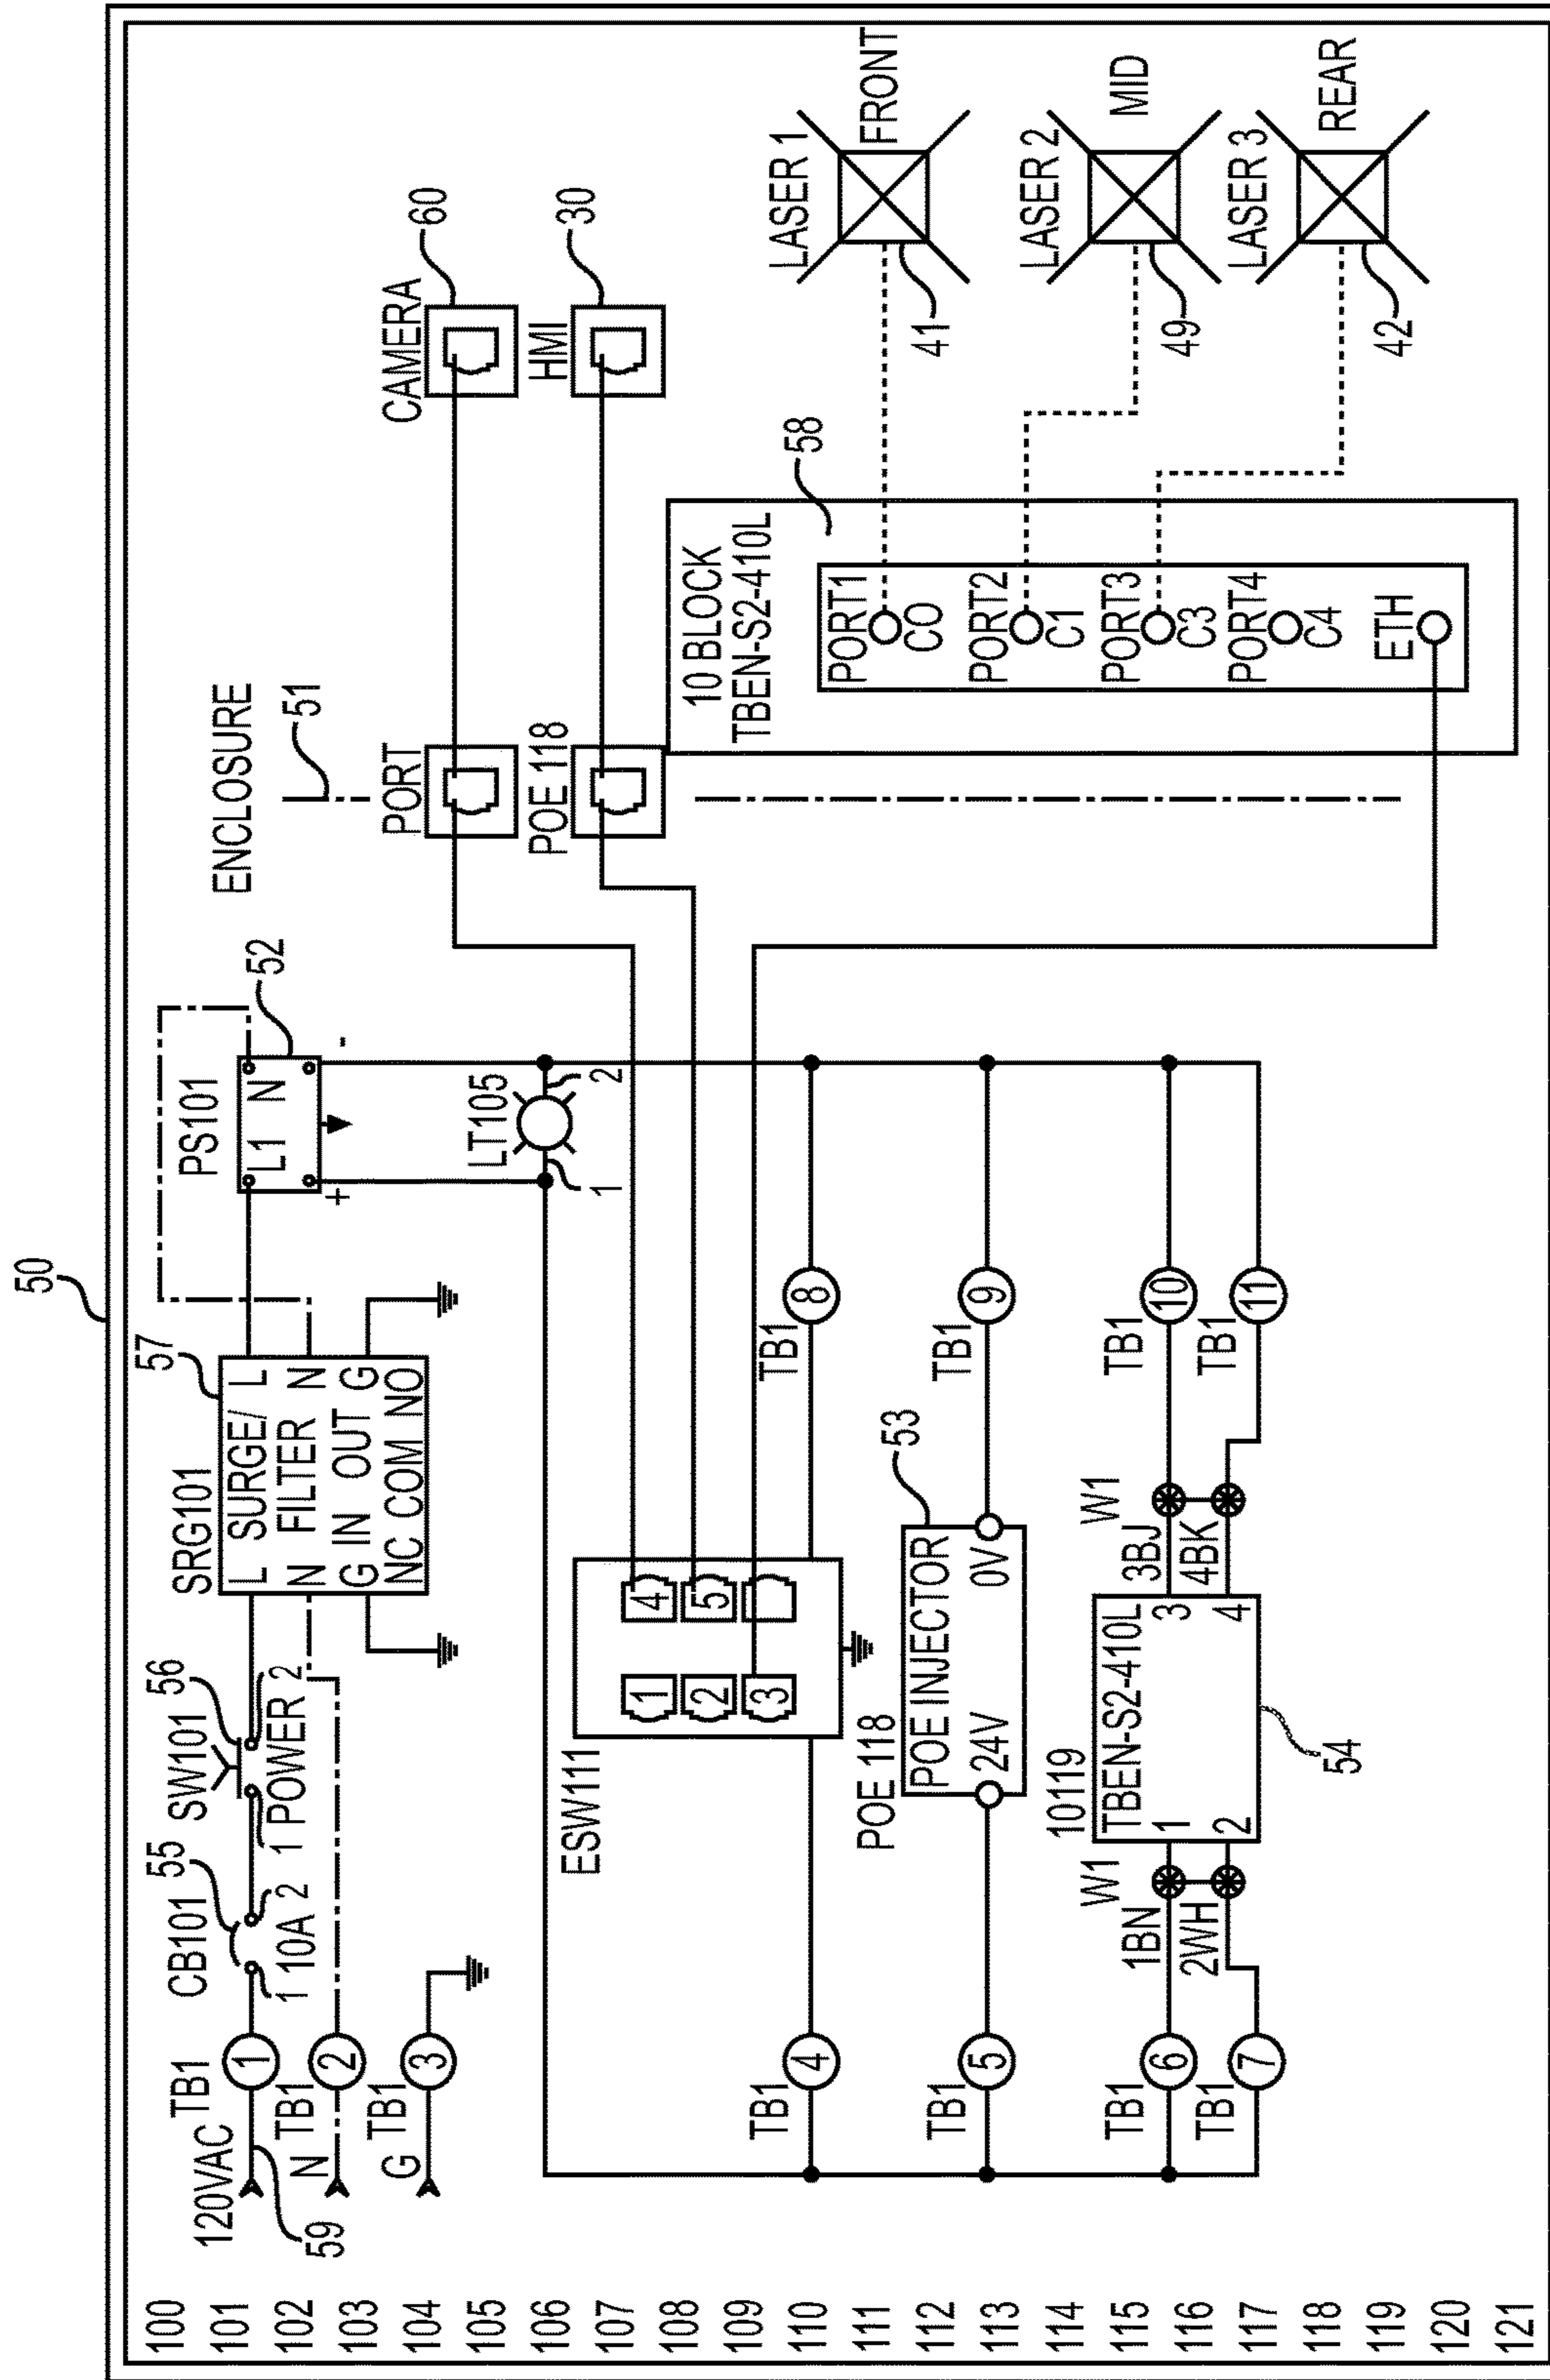 50
100
101
102
103
104
105
106
107
108
109
110
111
112
113
114
115
116
117
118
119
120
121
120VAC
59
TB1
1
N
TB1
2
G
TB1
3
CB101
55
1 10A 2
SW101
56
1 POWER 2
SRG101
57
L SURGE/ L
N FILTER N
G IN OUT G
NC COM NO
PS101
52
L1 N
+
-
LT105
1
2
ENCLOSURE
51
PORT
CAMERA
60
POE 118
HMI
30
ESW111
1
4
2
5
3
TB1
4
TB1
8
POE 118
POE INJECTOR
24V
0V
53
TB1
5
TB1
9
10119
TBEN-S2-410L
1
3
2
4
54
W1
1BN
2WH
W1
3BJ
4BK
TB1
6
TB1
7
TB1
10
TB1
11
10 BLOCK
TBEN-S2-410L
58
PORT1
CO
PORT2
C1
PORT3
C3
PORT4
C4
ETH
LASER 1
FRONT
41
LASER 2
MID
49
LASER 3
REAR
42